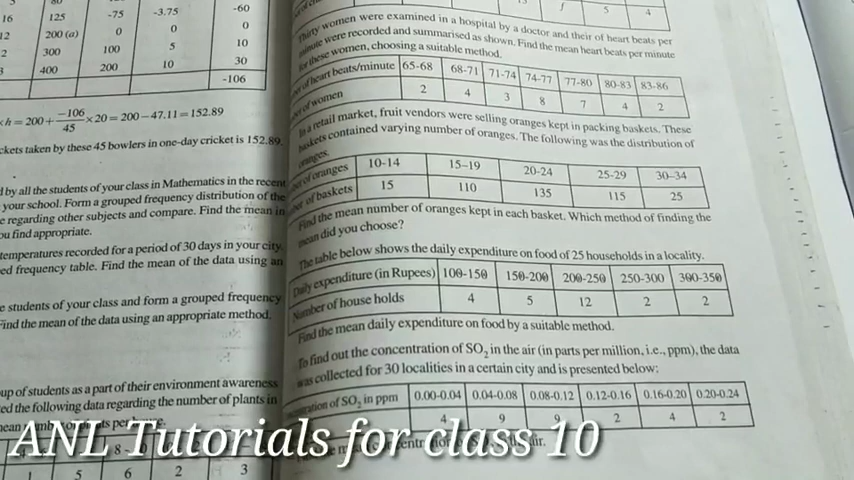 16 125 -75 -3.75 -60
12 200 (a) 0 0 0
2 300 100 5 10
3 400 200 10 30
-106
× h = 200 + -106/45 × 20 = 200 – 47.11 = 152.89
ckets taken by these 45 bowlers in one-day cricket is 152.89.
d by all the students of your class in Mathematics in the recent
your school. Form a grouped frequency distribution of the
e regarding other subjects and compare. Find the mean in
ou find appropriate.
temperatures recorded for a period of 30 days in your city.
ed frequency table. Find the mean of the data using an
e students of your class and form a grouped frequency
Find the mean of the data using an appropriate method.
up of students as a part of their environment awareness
ed the following data regarding the number of plants in
1 5 6 2 3
f 5 4
Thirty women were examined in a hospital by a doctor and their of heart beats per
minute were recorded and summarised as shown. Find the mean heart beats per minute
for these women, choosing a suitable method.
er of heart beats/minute 65-68 68-71 71-74 74-77 77-80 80-83 83-86
er of women 2 4 3 8 7 4 2
In a retail market, fruit vendors were selling oranges kept in packing baskets. These
baskets contained varying number of oranges. The following was the distribution of
oranges.
er of oranges 10-14 15–19 20-24 25-29 30–34
er of baskets 15 110 135 115 25
Find the mean number of oranges kept in each basket. Which method of finding the
mean did you choose?
The table below shows the daily expenditure on food of 25 households in a locality.
Daily expenditure (in Rupees) 100-150 150-200 200-250 250-300 300-350
Number of house holds 4 5 12 2 2
Find the mean daily expenditure on food by a suitable method.
To find out the concentration of SO2 in the air (in parts per million, i.e., ppm), the data
was collected for 30 localities in a certain city and is presented below:
ntration of SO2 in ppm 0.00-0.04 0.04-0.08 0.08-0.12 0.12-0.16 0.16-0.20 0.20-0.24
4 9 9 2 4 2
ANL Tutorials for class 10